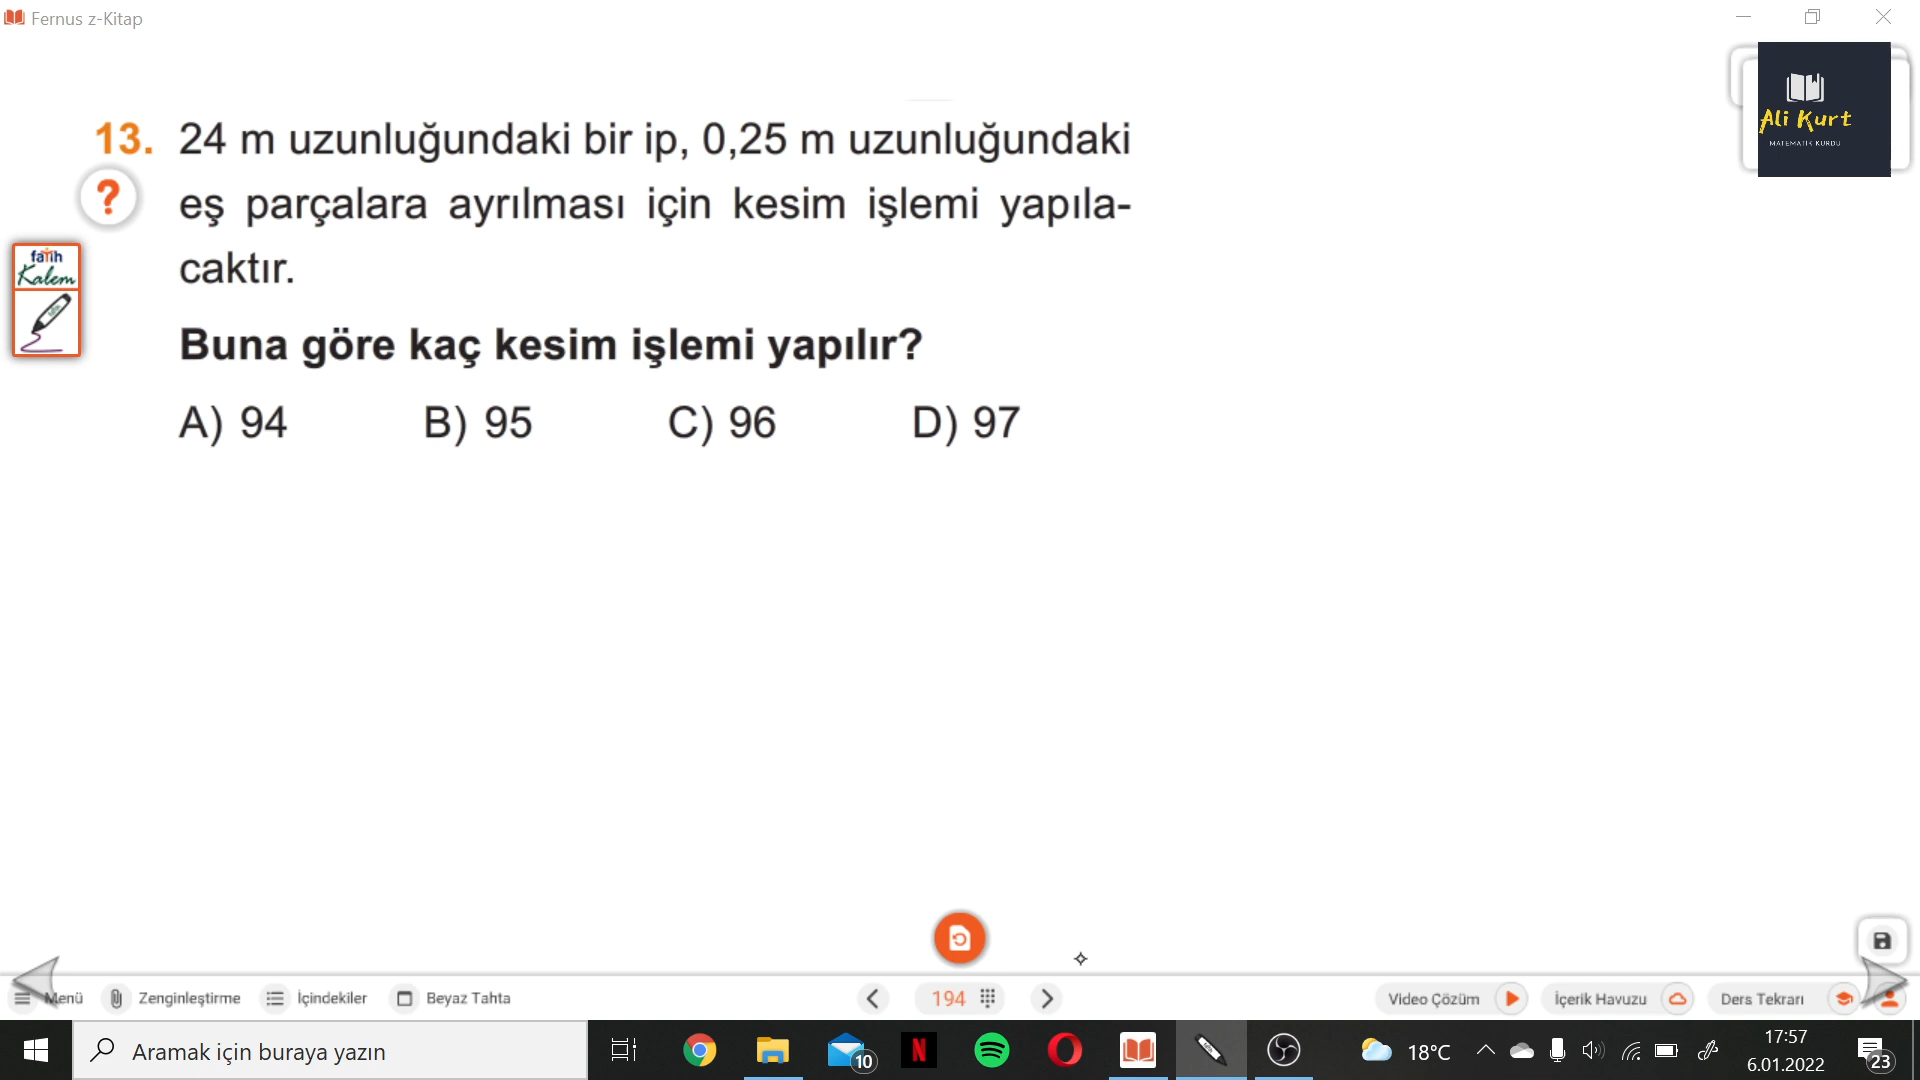 Fernus z-Kitap
Ali Kurt
MATEMATİK KURDU
13. 24 m uzunluğundaki bir ip, 0,25 m uzunluğundaki
?
eş parçalara ayrılması için kesim işlemi yapıla-
caktır.
fatih
Kalem
Buna göre kaç kesim işlemi yapılır?
A) 94 B) 95 C) 96 D) 97
Menü Zenginleştirme İçindekiler Beyaz Tahta 194 Video Çözüm İçerik Havuzu Ders Tekrarı
Aramak için buraya yazın 10 N 18°C 17:57
6.01.2022 23